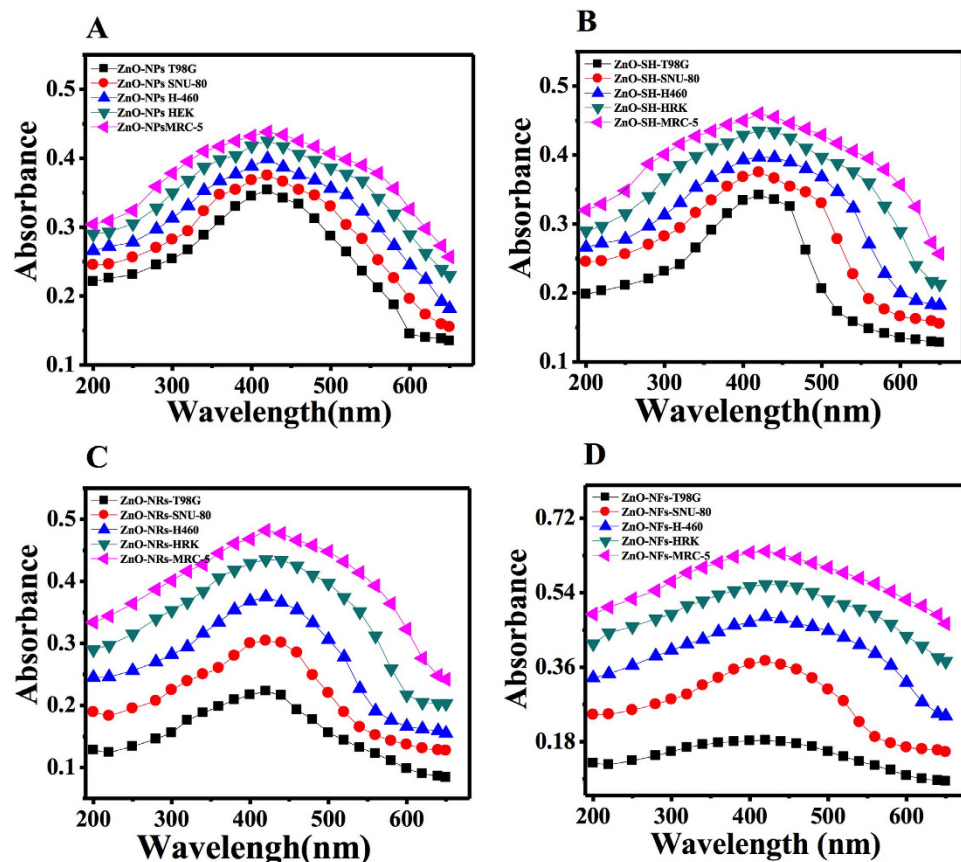 A
ZnO-NPs T98G
ZnO-NPs SNU-80
ZnO-NPs H-460
ZnO-NPs HEK
ZnO-NPsMRC-5
0.5
0.4
0.3
0.2
0.1
Absorbance
200 300 400 500 600
Wavelength(nm)
B
ZnO-SH-T98G
ZnO-SH-SNU-80
ZnO-SH-H460
ZnO-SH-HRK
ZnO-SH-MRC-5
0.5
0.4
0.3
0.2
0.1
Absorbance
200 300 400 500 600
Wavelength(nm)
C
ZnO-NRs-T98G
ZnO-NRs-SNU-80
ZnO-NRs-H460
ZnO-NRs-HRK
ZnO-NRs-MRC-5
0.5
0.4
0.3
0.2
0.1
Absorbance
200 300 400 500 600
Wavelength(nm)
D
ZnO-NFs-T98G
ZnO-NFs-SNU-80
ZnO-NFs-H-460
ZnO-NFs-HRK
ZnO-NFs-MRC-5
0.72
0.54
0.36
0.18
Absorbance
200 300 400 500 600
Wavelength (nm)